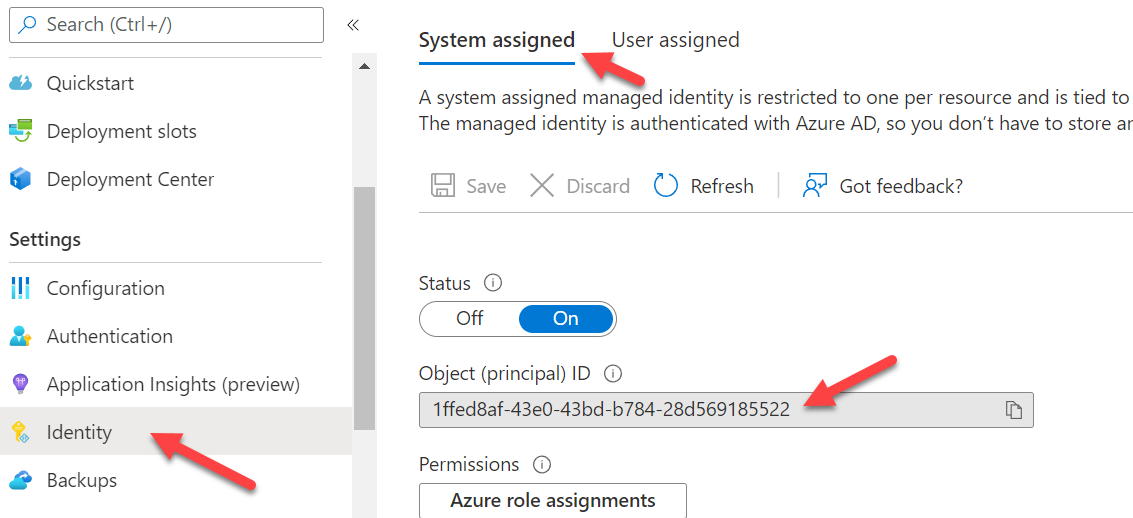 Search (Ctrl+/)
«
Quickstart
Deployment slots
Deployment Center
Settings
Configuration
Authentication
Application Insights (preview)
Identity
Backups
System assigned
User assigned
A system assigned managed identity is restricted to one per resource and is tied to
The managed identity is authenticated with Azure AD, so you don’t have to store an
Save
Discard
Refresh
Got feedback?
Status
Off
On
Object (principal) ID
1ffed8af-43e0-43bd-b784-28d569185522
Permissions
Azure role assignments